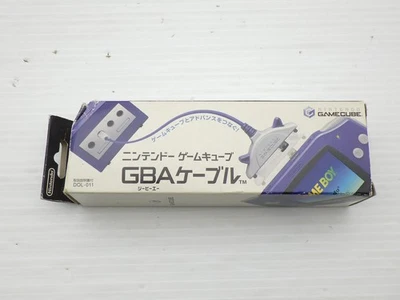 ゲームキューブとアドバンスをつなぐ!
NINTENDO
GAMECUBE
ニンテンドー ゲームキューブ
GBAケーブル™
ジービーエー
Nintendo
DOL-011
GAME BOY